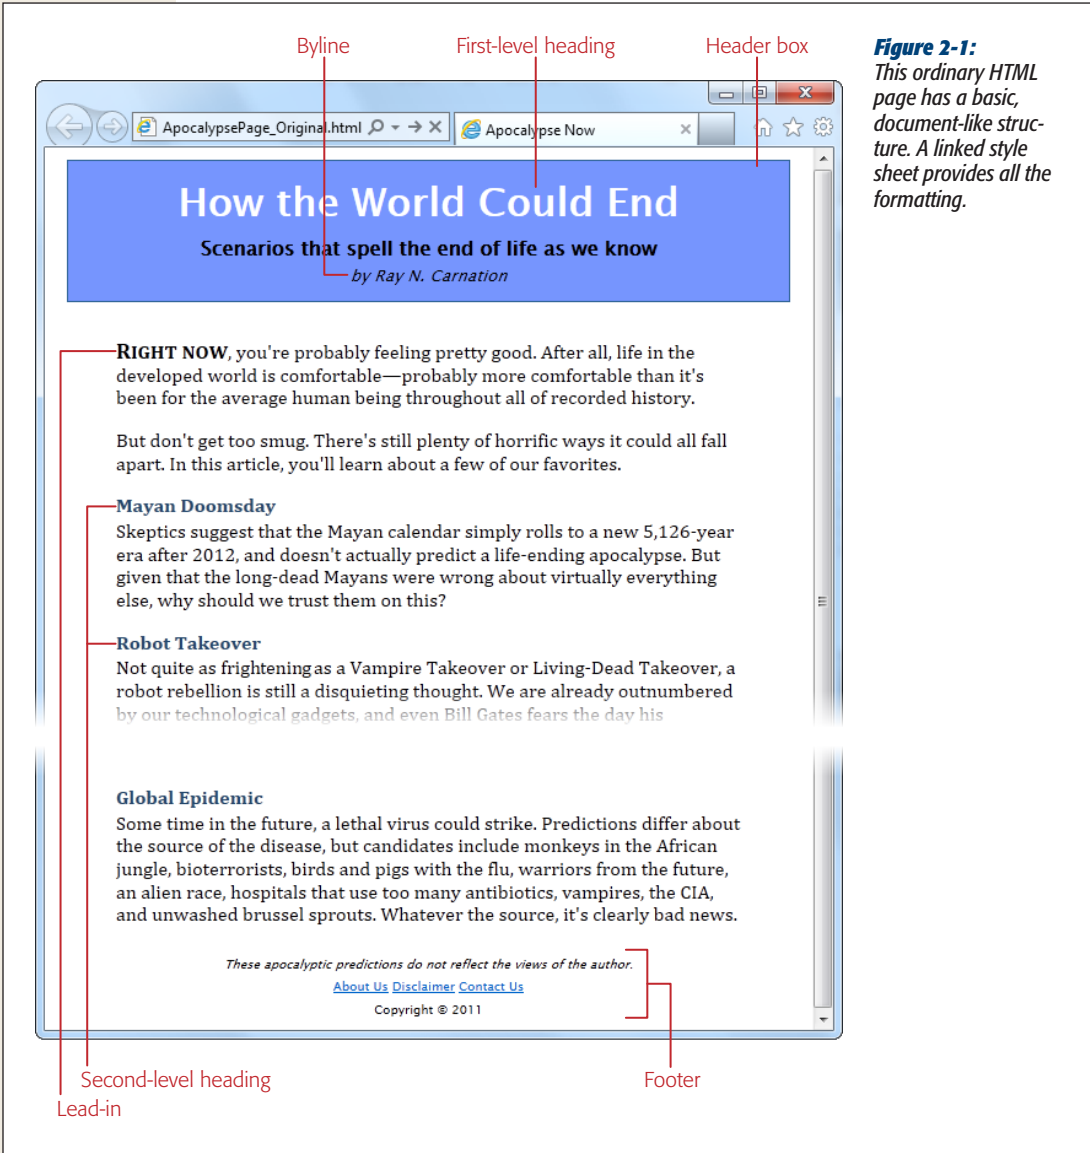 Byline
First-level heading
Header box
Figure 2-1:
This ordinary HTML
page has a basic,
document-like struc-
ture. A linked style
sheet provides all the
formatting.
ApocalypsePage_Original.html
Apocalypse Now
How the World Could End
Scenarios that spell the end of life as we know
by Ray N. Carnation
RIGHT NOW, you're probably feeling pretty good. After all, life in the
developed world is comfortable—probably more comfortable than it's
been for the average human being throughout all of recorded history.
But don't get too smug. There's still plenty of horrific ways it could all fall
apart. In this article, you'll learn about a few of our favorites.
Mayan Doomsday
Skeptics suggest that the Mayan calendar simply rolls to a new 5,126-year
era after 2012, and doesn't actually predict a life-ending apocalypse. But
given that the long-dead Mayans were wrong about virtually everything
else, why should we trust them on this?
Robot Takeover
Not quite as frightening as a Vampire Takeover or Living-Dead Takeover, a
robot rebellion is still a disquieting thought. We are already outnumbered
by our technological gadgets, and even Bill Gates fears the day his
Global Epidemic
Some time in the future, a lethal virus could strike. Predictions differ about
the source of the disease, but candidates include monkeys in the African
jungle, bioterrorists, birds and pigs with the flu, warriors from the future,
an alien race, hospitals that use too many antibiotics, vampires, the CIA,
and unwashed brussel sprouts. Whatever the source, it's clearly bad news.
These apocalyptic predictions do not reflect the views of the author.
About Us Disclaimer Contact Us
Copyright © 2011
Second-level heading
Footer
Lead-in